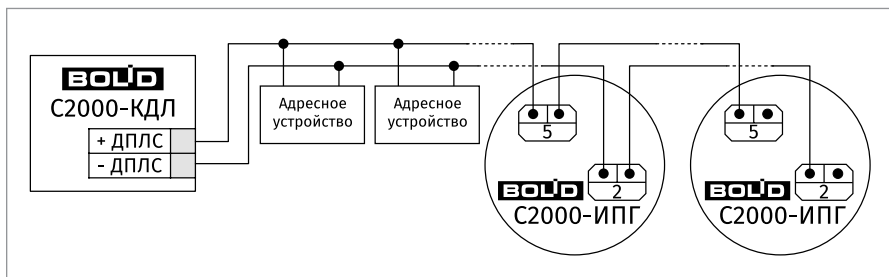 BOLID
С2000-КДЛ
+ ДПЛС
- ДПЛС
Адресное
устройство
Адресное
устройство
5
2
BOLID
С2000-ИПГ
5
2
BOLID
С2000-ИПГ